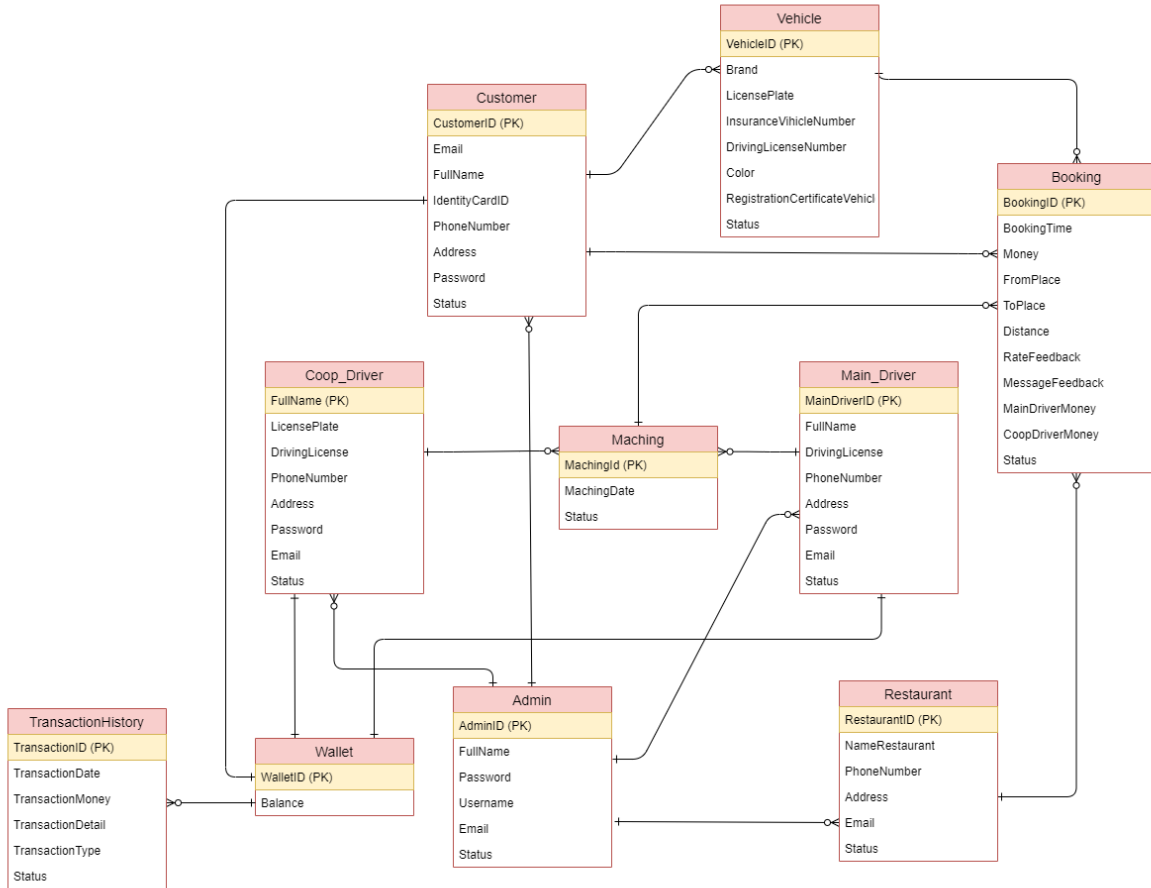 Vehicle
VehicleID (PK)
Brand
LicensePlate
InsuranceVihicleNumber
DrivingLicenseNumber
Color
RegistrationCertificateVehicl
Status
Customer
CustomerID (PK)
Email
FullName
IdentityCardID
PhoneNumber
Address
Password
Status
Booking
BookingID (PK)
BookingTime
Money
FromPlace
ToPlace
Distance
RateFeedback
MessageFeedback
MainDriverMoney
CoopDriverMoney
Status
Coop_Driver
FullName (PK)
LicensePlate
DrivingLicense
PhoneNumber
Address
Password
Email
Status
Maching
MachingId (PK)
MachingDate
Status
Main_Driver
MainDriverID (PK)
FullName
DrivingLicense
PhoneNumber
Address
Password
Email
Status
TransactionHistory
TransactionID (PK)
TransactionDate
TransactionMoney
TransactionDetail
TransactionType
Status
Wallet
WalletID (PK)
Balance
Admin
AdminID (PK)
FullName
Password
Username
Email
Status
Restaurant
RestaurantID (PK)
NameRestaurant
PhoneNumber
Address
Email
Status